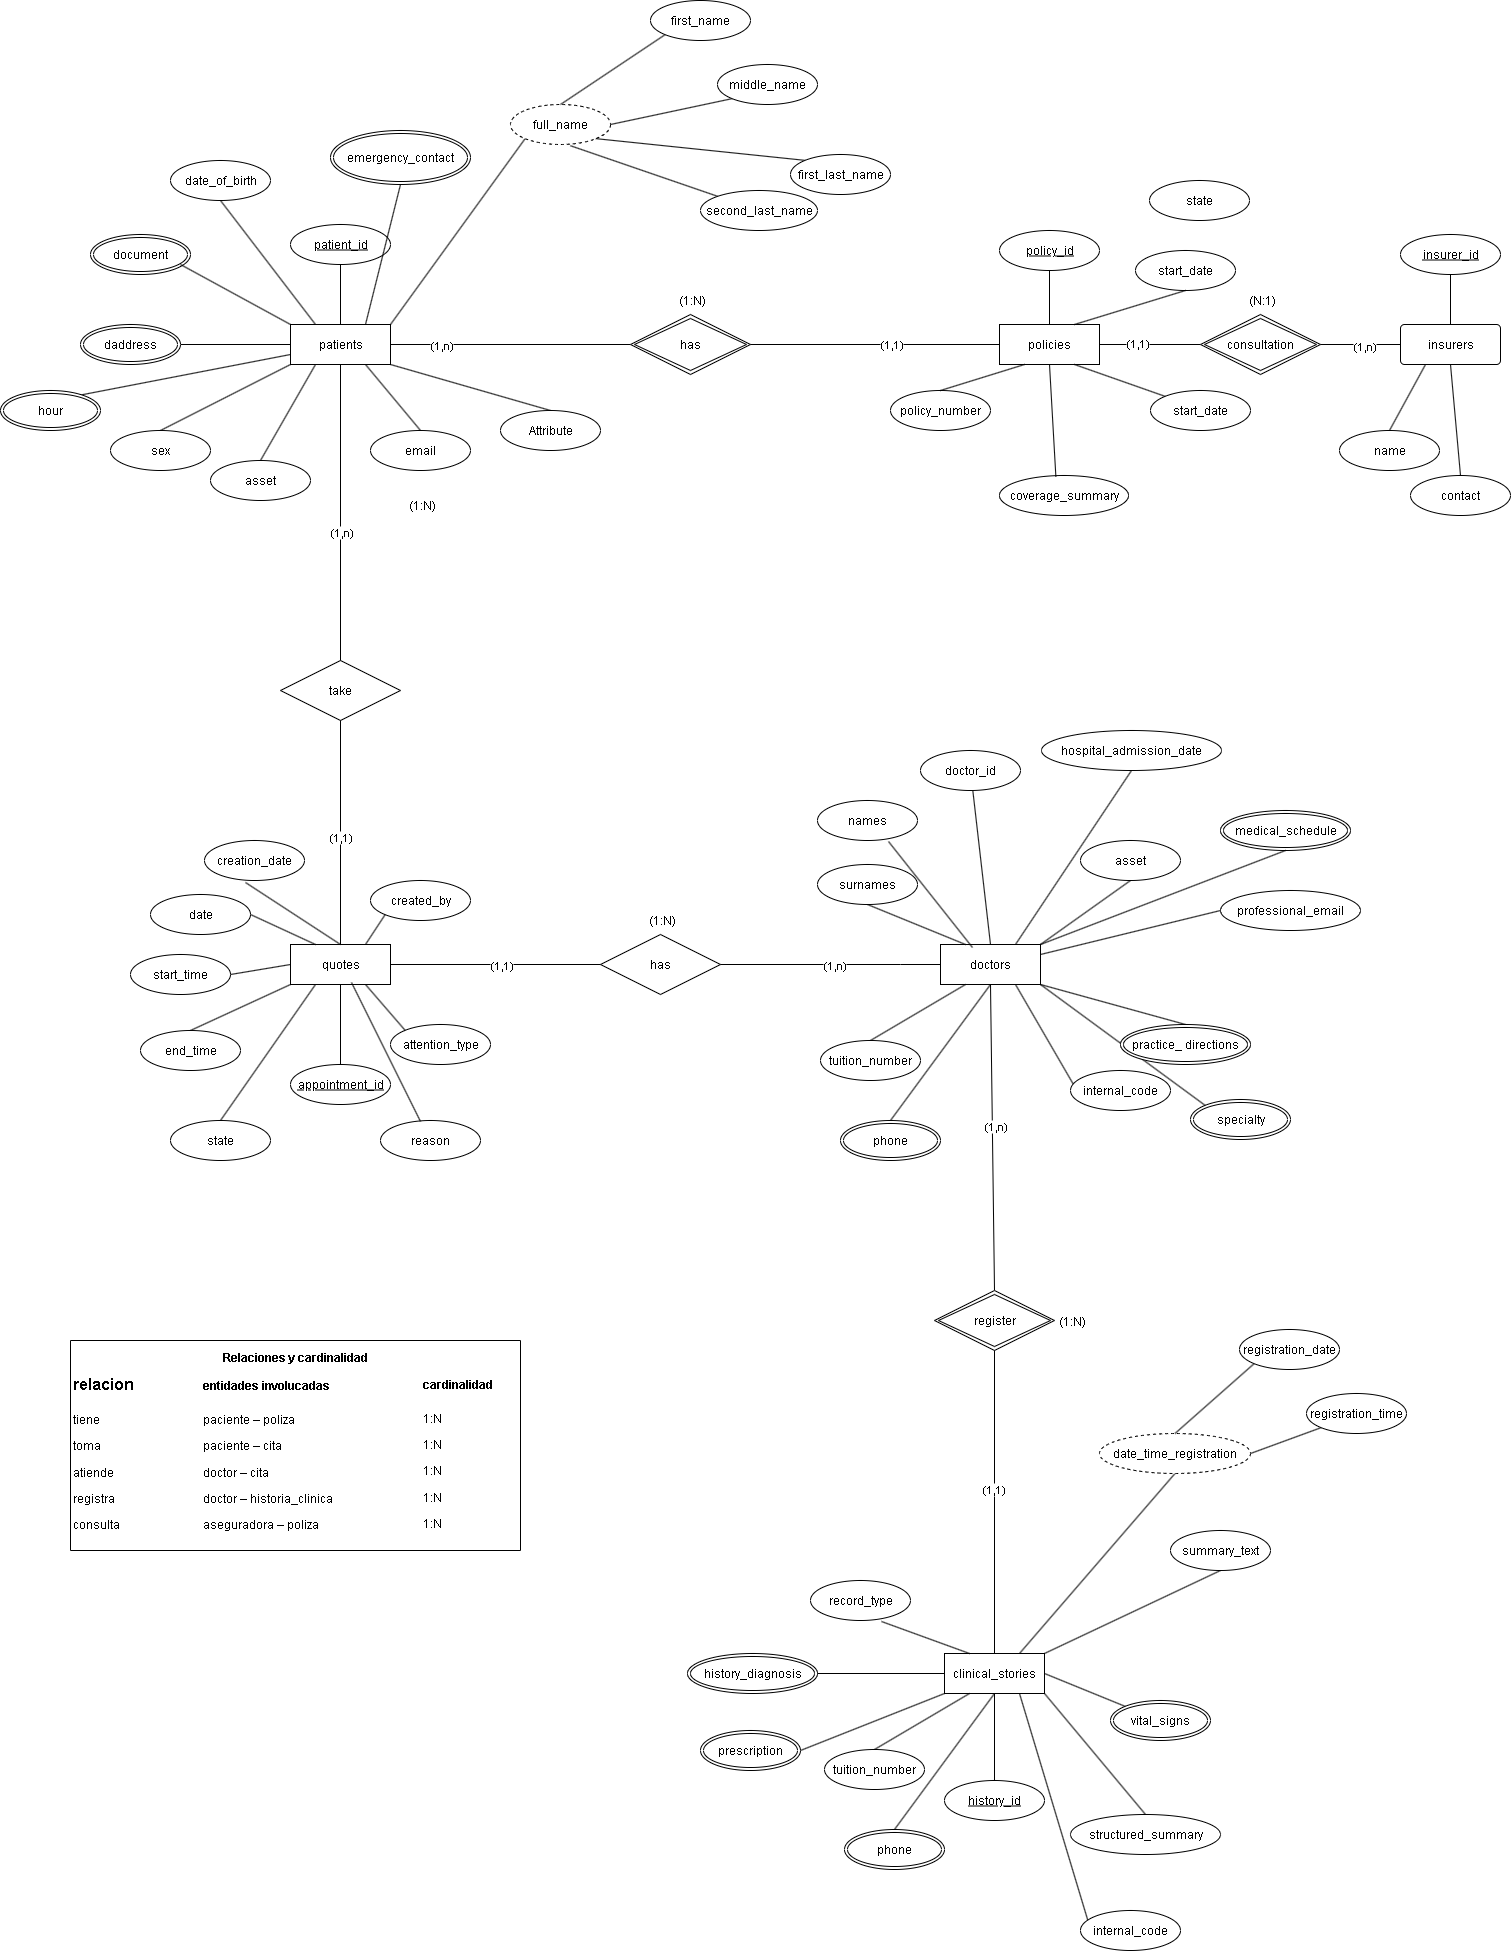 first_name
middle_name
full_name
emergency_contact
first_last_name
date_of_birth
second_last_name
state
patient_id
policy_id
insurer_id
document
start_date
(1:N)
(N:1)
daddress
patients
(1,n)
has
(1,1)
policies
(1,1)
consultation
(1,n)
insurers
hour
policy_number
start_date
Attribute
sex
email
name
asset
coverage_summary
contact
(1:N)
(1,n)
take
hospital_admission_date
doctor_id
names
medical_schedule
(1,1)
creation_date
asset
surnames
created_by
date
professional_email
(1:N)
start_time
quotes
(1,1)
has
(1,n)
doctors
end_time
attention_type
practice_ directions
tuition_number
appointment_id
internal_code
specialty
state
reason
phone
(1,n)
register
(1:N)
Relaciones y cardinalidad
relacion entidades involucadas cardinalidad
tiene paciente – poliza 1:N
toma paciente – cita 1:N
atiende doctor – cita 1:N
registra doctor – historia_clinica 1:N
consulta aseguradora – poliza 1:N
registration_date
registration_time
date_time_registration
(1,1)
summary_text
record_type
history_diagnosis
clinical_stories
vital_signs
prescription
tuition_number
history_id
structured_summary
phone
internal_code